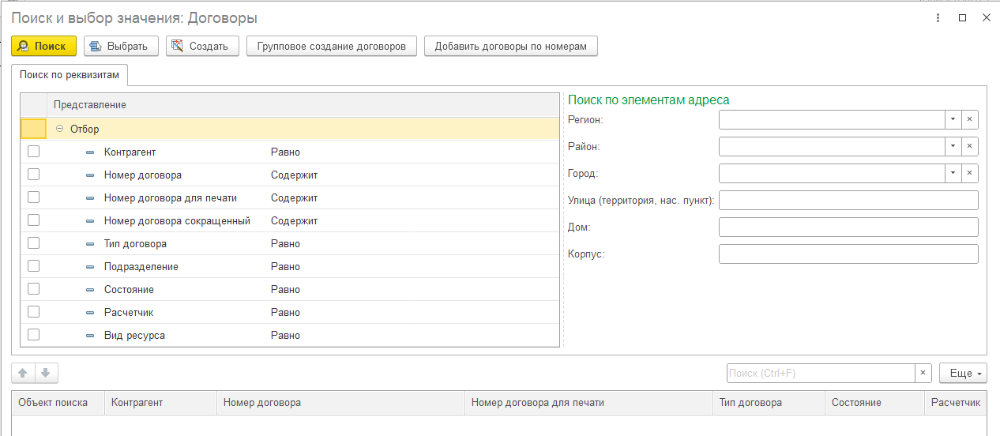 Поиск и выбор значения: Договоры
Поиск Выбрать Создать Групповое создание договоров Добавить договоры по номерам
Поиск по реквизитам
Представление
Отбор
Контрагент Равно
Номер договора Содержит
Номер договора для печати Содержит
Номер договора сокращенный Содержит
Тип договора Равно
Подразделение Равно
Состояние Равно
Расчетчик Равно
Вид ресурса Равно
Поиск по элементам адреса
Регион:
Район:
Город:
Улица (территория, нас. пункт):
Дом:
Корпус:
Поиск (Ctrl+F) Еще
Объект поиска Контрагент Номер договора Номер договора для печати Тип договора Состояние Расчетчик